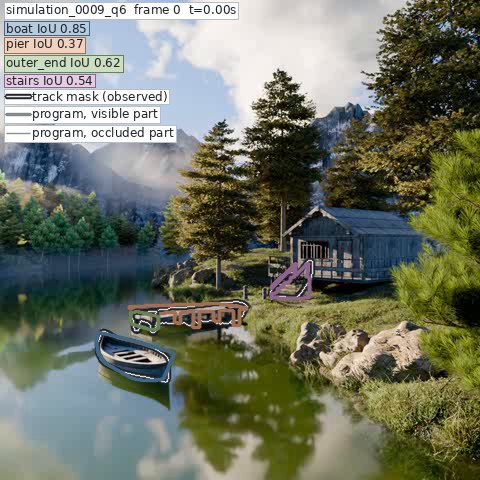 simulation_0009_q6  frame 0  t=0.00s
boat IoU 0.85
pier IoU 0.37
outer_end IoU 0.62
stairs IoU 0.54
track mask (observed)
program, visible part
program, occluded part